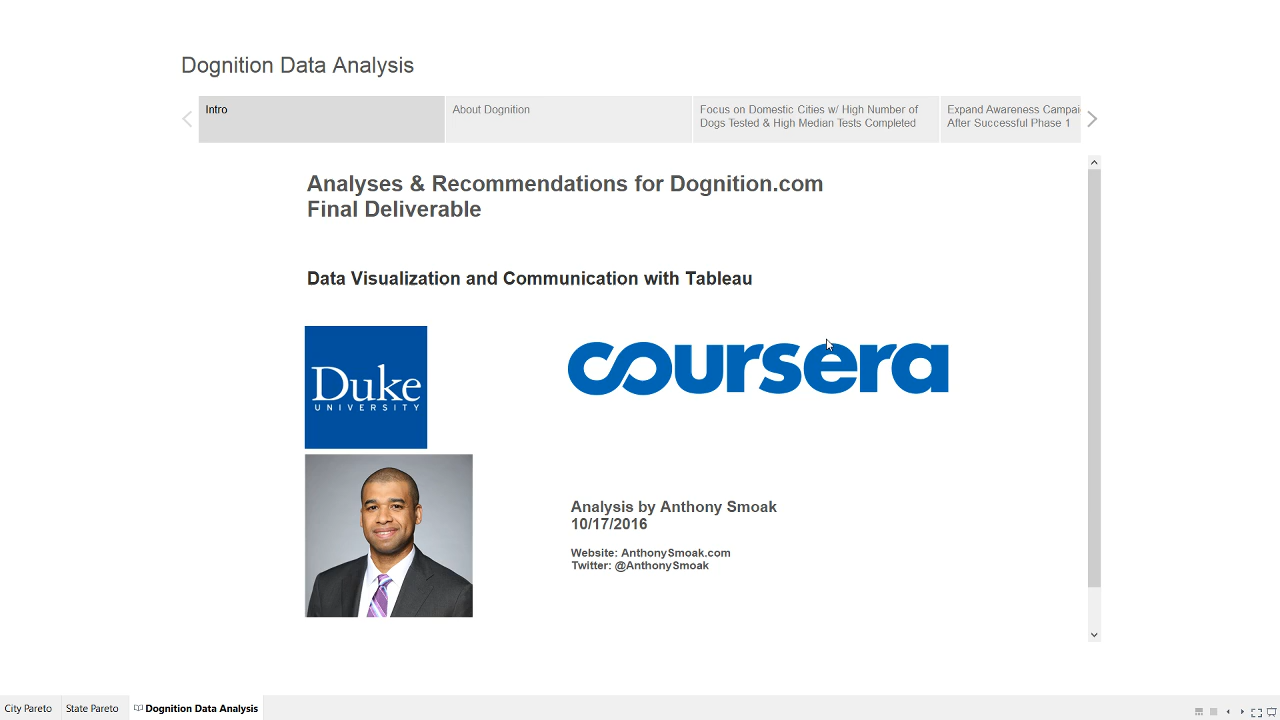 Dognition Data Analysis
Intro
About Dognition
Focus on Domestic Cities w/ High Number of
Dogs Tested & High Median Tests Completed
Expand Awareness Campai
After Successful Phase 1
Analyses & Recommendations for Dognition.com
Final Deliverable
Data Visualization and Communication with Tableau
Duke
UNIVERSITY
coursera
Analysis by Anthony Smoak
10/17/2016
Website: AnthonySmoak.com
Twitter: @AnthonySmoak
City Pareto
State Pareto
Dognition Data Analysis